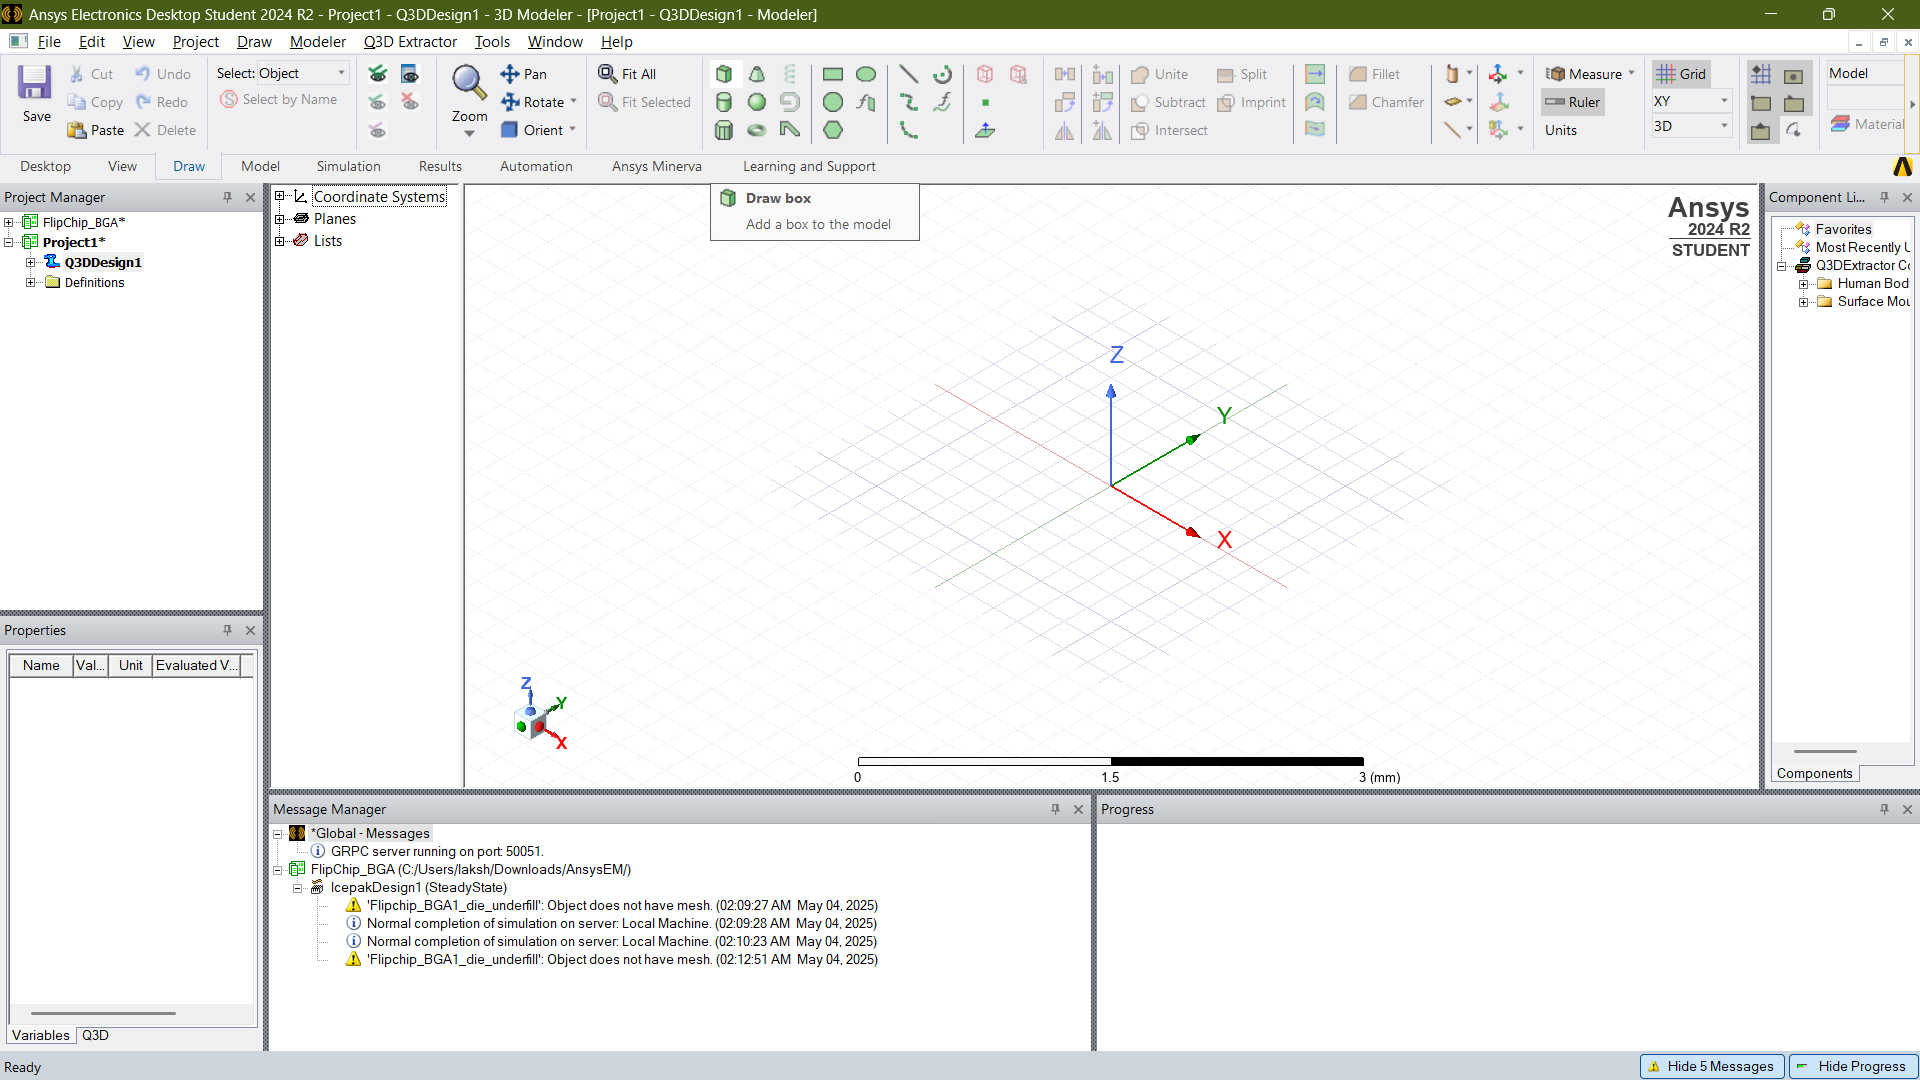 Ansys Electronics Desktop Student 2024 R2 - Project1 - Q3DDesign1 - 3D Modeler - [Project1 - Q3DDesign1 - Modeler]
File Edit View Project Draw Modeler Q3D Extractor Tools Window Help
Save
Cut
Copy
Paste
Undo
Redo
Delete
Select: Object
Select by Name
Zoom
Pan
Rotate
Orient
Fit All
Fit Selected
Unite
Subtract
Intersect
Split
Imprint
Fillet
Chamfer
Measure
Ruler
Units
Grid
XY
3D
Model
Material
Desktop View Draw Model Simulation Results Automation Ansys Minerva Learning and Support
Project Manager
FlipChip_BGA*
Project1*
Q3DDesign1
Definitions
Coordinate Systems
Planes
Lists
Draw box
Add a box to the model
Ansys
2024 R2
STUDENT
Z
Y
X
Z
Y
X
0 1.5 3 (mm)
Component Li...
Favorites
Most Recently U
Q3DExtractor Co
Human Bod
Surface Mou
Components
Properties
Name Val... Unit Evaluated V...
Variables Q3D
Message Manager
*Global - Messages
GRPC server running on port: 50051.
FlipChip_BGA (C:/Users/laksh/Downloads/AnsysEM/)
IcepakDesign1 (SteadyState)
'Flipchip_BGA1_die_underfill': Object does not have mesh. (02:09:27 AM May 04, 2025)
Normal completion of simulation on server: Local Machine. (02:09:28 AM May 04, 2025)
Normal completion of simulation on server: Local Machine. (02:10:23 AM May 04, 2025)
'Flipchip_BGA1_die_underfill': Object does not have mesh. (02:12:51 AM May 04, 2025)
Progress
Ready
Hide 5 Messages
Hide Progress